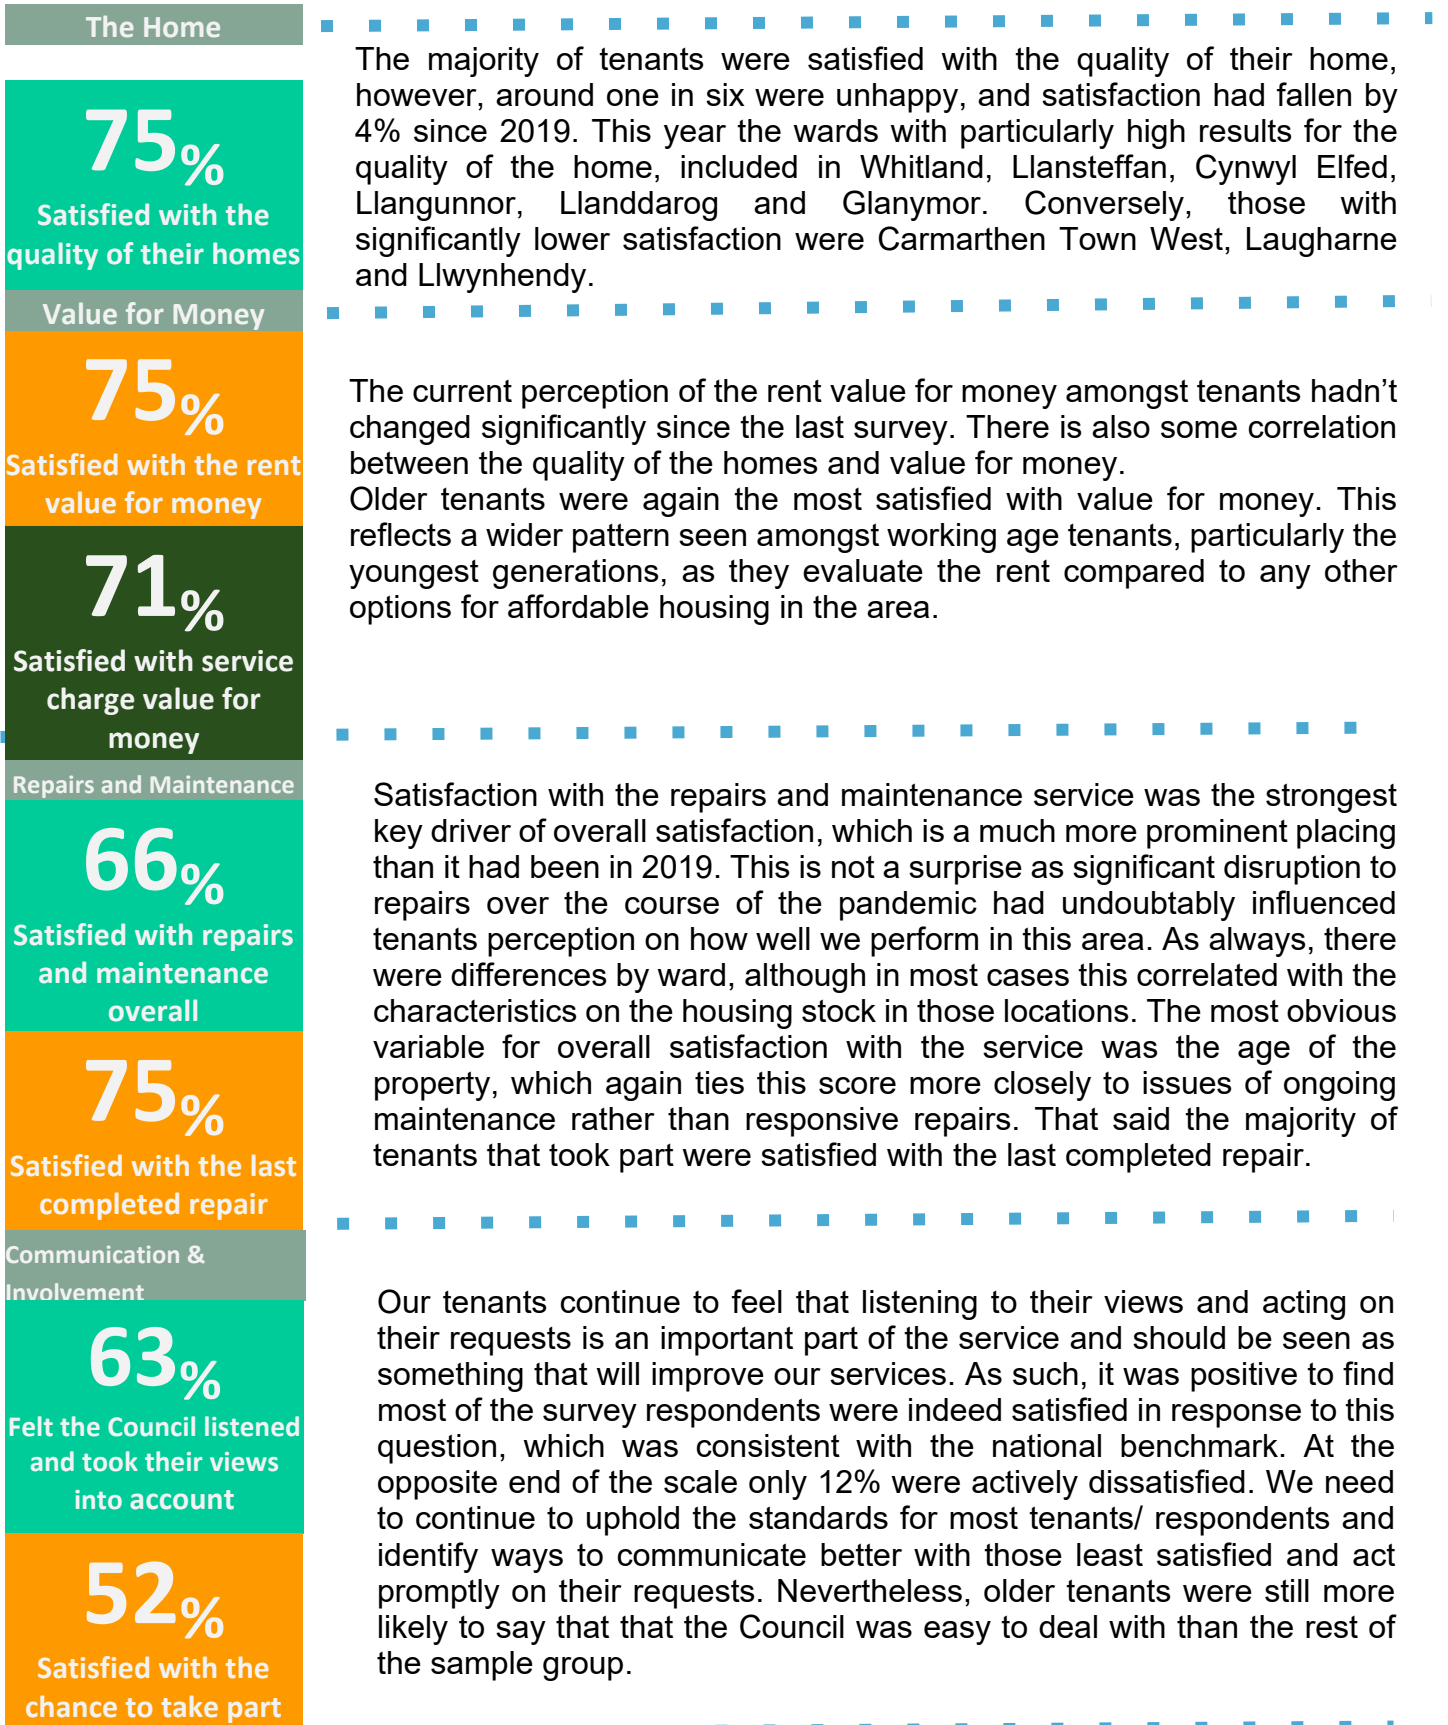 The Home
75%
Satisfied with the
quality of their homes
The majority of tenants were satisfied with the quality of their home,
however, around one in six were unhappy, and satisfaction had fallen by
4% since 2019. This year the wards with particularly high results for the
quality of the home, included in Whitland, Llansteffan, Cynwyl Elfed,
Llangunnor, Llanddarog and Glanymor. Conversely, those with
significantly lower satisfaction were Carmarthen Town West, Laugharne
and Llwynhendy.
Value for Money
75%
Satisfied with the rent
value for money
71%
Satisfied with service
charge value for
money
The current perception of the rent value for money amongst tenants hadn’t
changed significantly since the last survey. There is also some correlation
between the quality of the homes and value for money.
Older tenants were again the most satisfied with value for money. This
reflects a wider pattern seen amongst working age tenants, particularly the
youngest generations, as they evaluate the rent compared to any other
options for affordable housing in the area.
Repairs and Maintenance
66%
Satisfied with repairs
and maintenance
overall
75%
Satisfied with the last
completed repair
Satisfaction with the repairs and maintenance service was the strongest
key driver of overall satisfaction, which is a much more prominent placing
than it had been in 2019. This is not a surprise as significant disruption to
repairs over the course of the pandemic had undoubtably influenced
tenants perception on how well we perform in this area. As always, there
were differences by ward, although in most cases this correlated with the
characteristics on the housing stock in those locations. The most obvious
variable for overall satisfaction with the service was the age of the
property, which again ties this score more closely to issues of ongoing
maintenance rather than responsive repairs. That said the majority of
tenants that took part were satisfied with the last completed repair.
Communication &
Involvement
63%
Felt the Council listened
and took their views
into account
52%
Satisfied with the
chance to take part
Our tenants continue to feel that listening to their views and acting on
their requests is an important part of the service and should be seen as
something that will improve our services. As such, it was positive to find
most of the survey respondents were indeed satisfied in response to this
question, which was consistent with the national benchmark. At the
opposite end of the scale only 12% were actively dissatisfied. We need
to continue to uphold the standards for most tenants/ respondents and
identify ways to communicate better with those least satisfied and act
promptly on their requests. Nevertheless, older tenants were still more
likely to say that that the Council was easy to deal with than the rest of
the sample group.